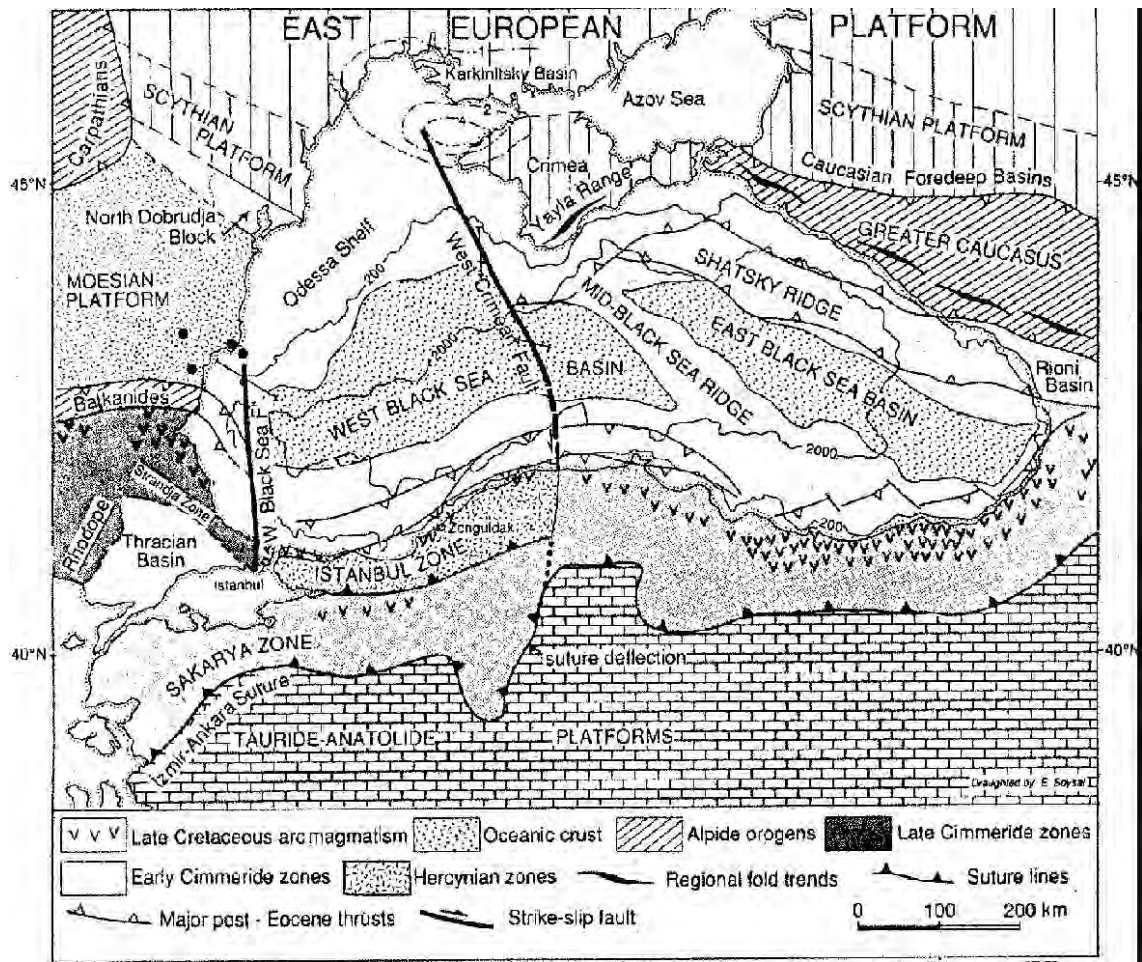 EAST EUROPEAN PLATFORM
Karkinitsky Basin
Azov Sea
Carpathians
SCYTHIAN
PLATFORM
SCYTHIAN PLATFORM
2
Crimea
Caucasian Foredeep Basins
45°N
45°N
Yayla Range
North Dobrudja
Block
GREATER CAUCASUS
Odessa Shelf
200
West Crimean Fault
SHATSKY RIDGE
MOESIAN
PLATFORM
2000
MID-BLACK SEA RIDGE
EAST BLACK SEA BASIN
BASIN
WEST BLACK SEA
Rioni
Basin
Balkanides
W Black Sea F.
2000
Strandja Zone
200
Rhodope
Zonguldak
Thracian
Basin
ISTANBUL ZONE
Istanbul
40°N
40°N
SAKARYA ZONE
suture deflection
Izmir-Ankara Suture
TAURIDE-ANATOLIDE PLATFORMS
Draughted by E. Soysal
Late Cretaceous arc magmatism
Oceanic crust
Alpide orogens
Late Cimmeride zones
Early Cimmeride zones
Hercynian zones
Regional fold trends
Suture lines
Major post - Eocene thrusts
Strike-slip fault
0 100 200 km